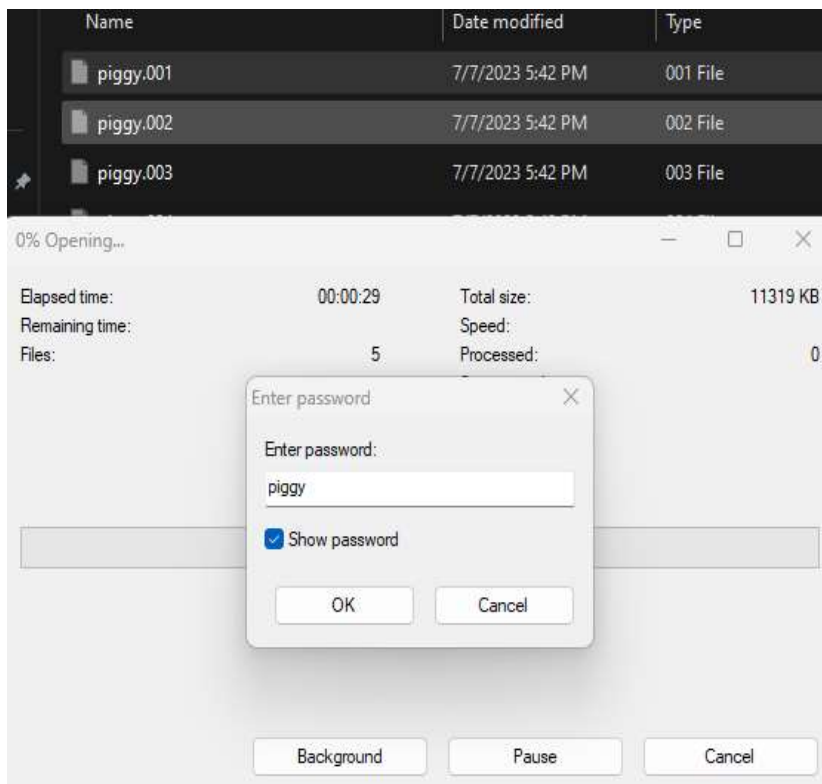 Name Date modified Type
piggy.001 7/7/2023 5:42 PM 001 File
piggy.002 7/7/2023 5:42 PM 002 File
piggy.003 7/7/2023 5:42 PM 003 File
0% Opening...
Elapsed time: 00:00:29 Total size: 11319 KB
Remaining time: Speed:
Files: 5 Processed: 0
Enter password
Enter password:
piggy
Show password
OK Cancel
Background Pause Cancel